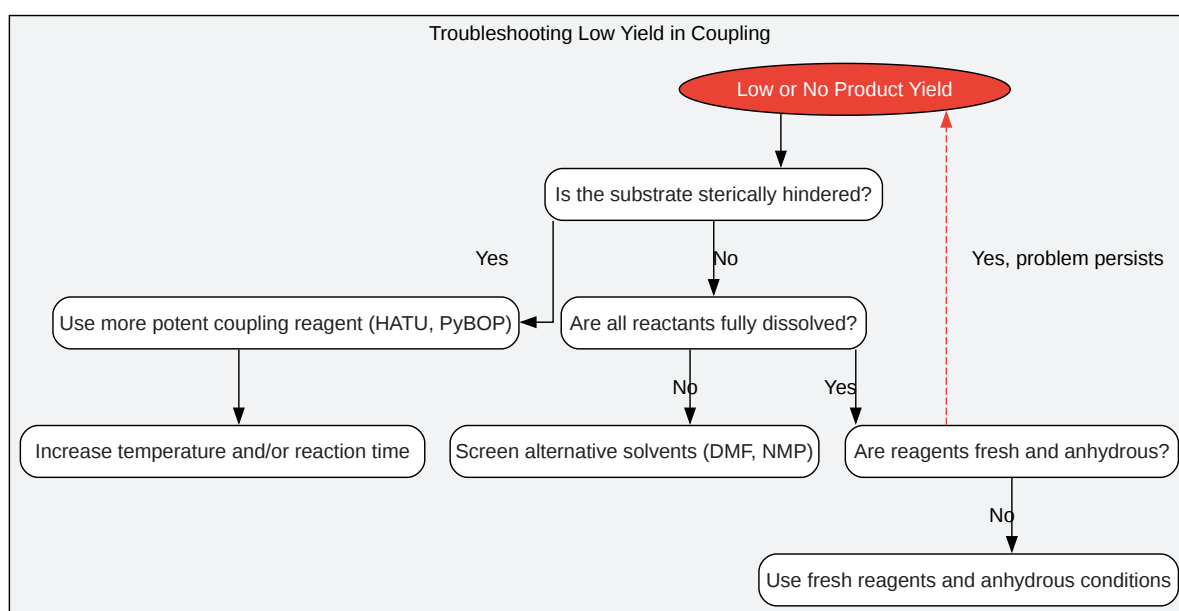 Troubleshooting Low Yield in Coupling
Low or No Product Yield
Is the substrate sterically hindered?
Yes
No
Yes, problem persists
Use more potent coupling reagent (HATU, PyBOP)
Are all reactants fully dissolved?
No
Yes
Increase temperature and/or reaction time
Screen alternative solvents (DMF, NMP)
Are reagents fresh and anhydrous?
No
Use fresh reagents and anhydrous conditions